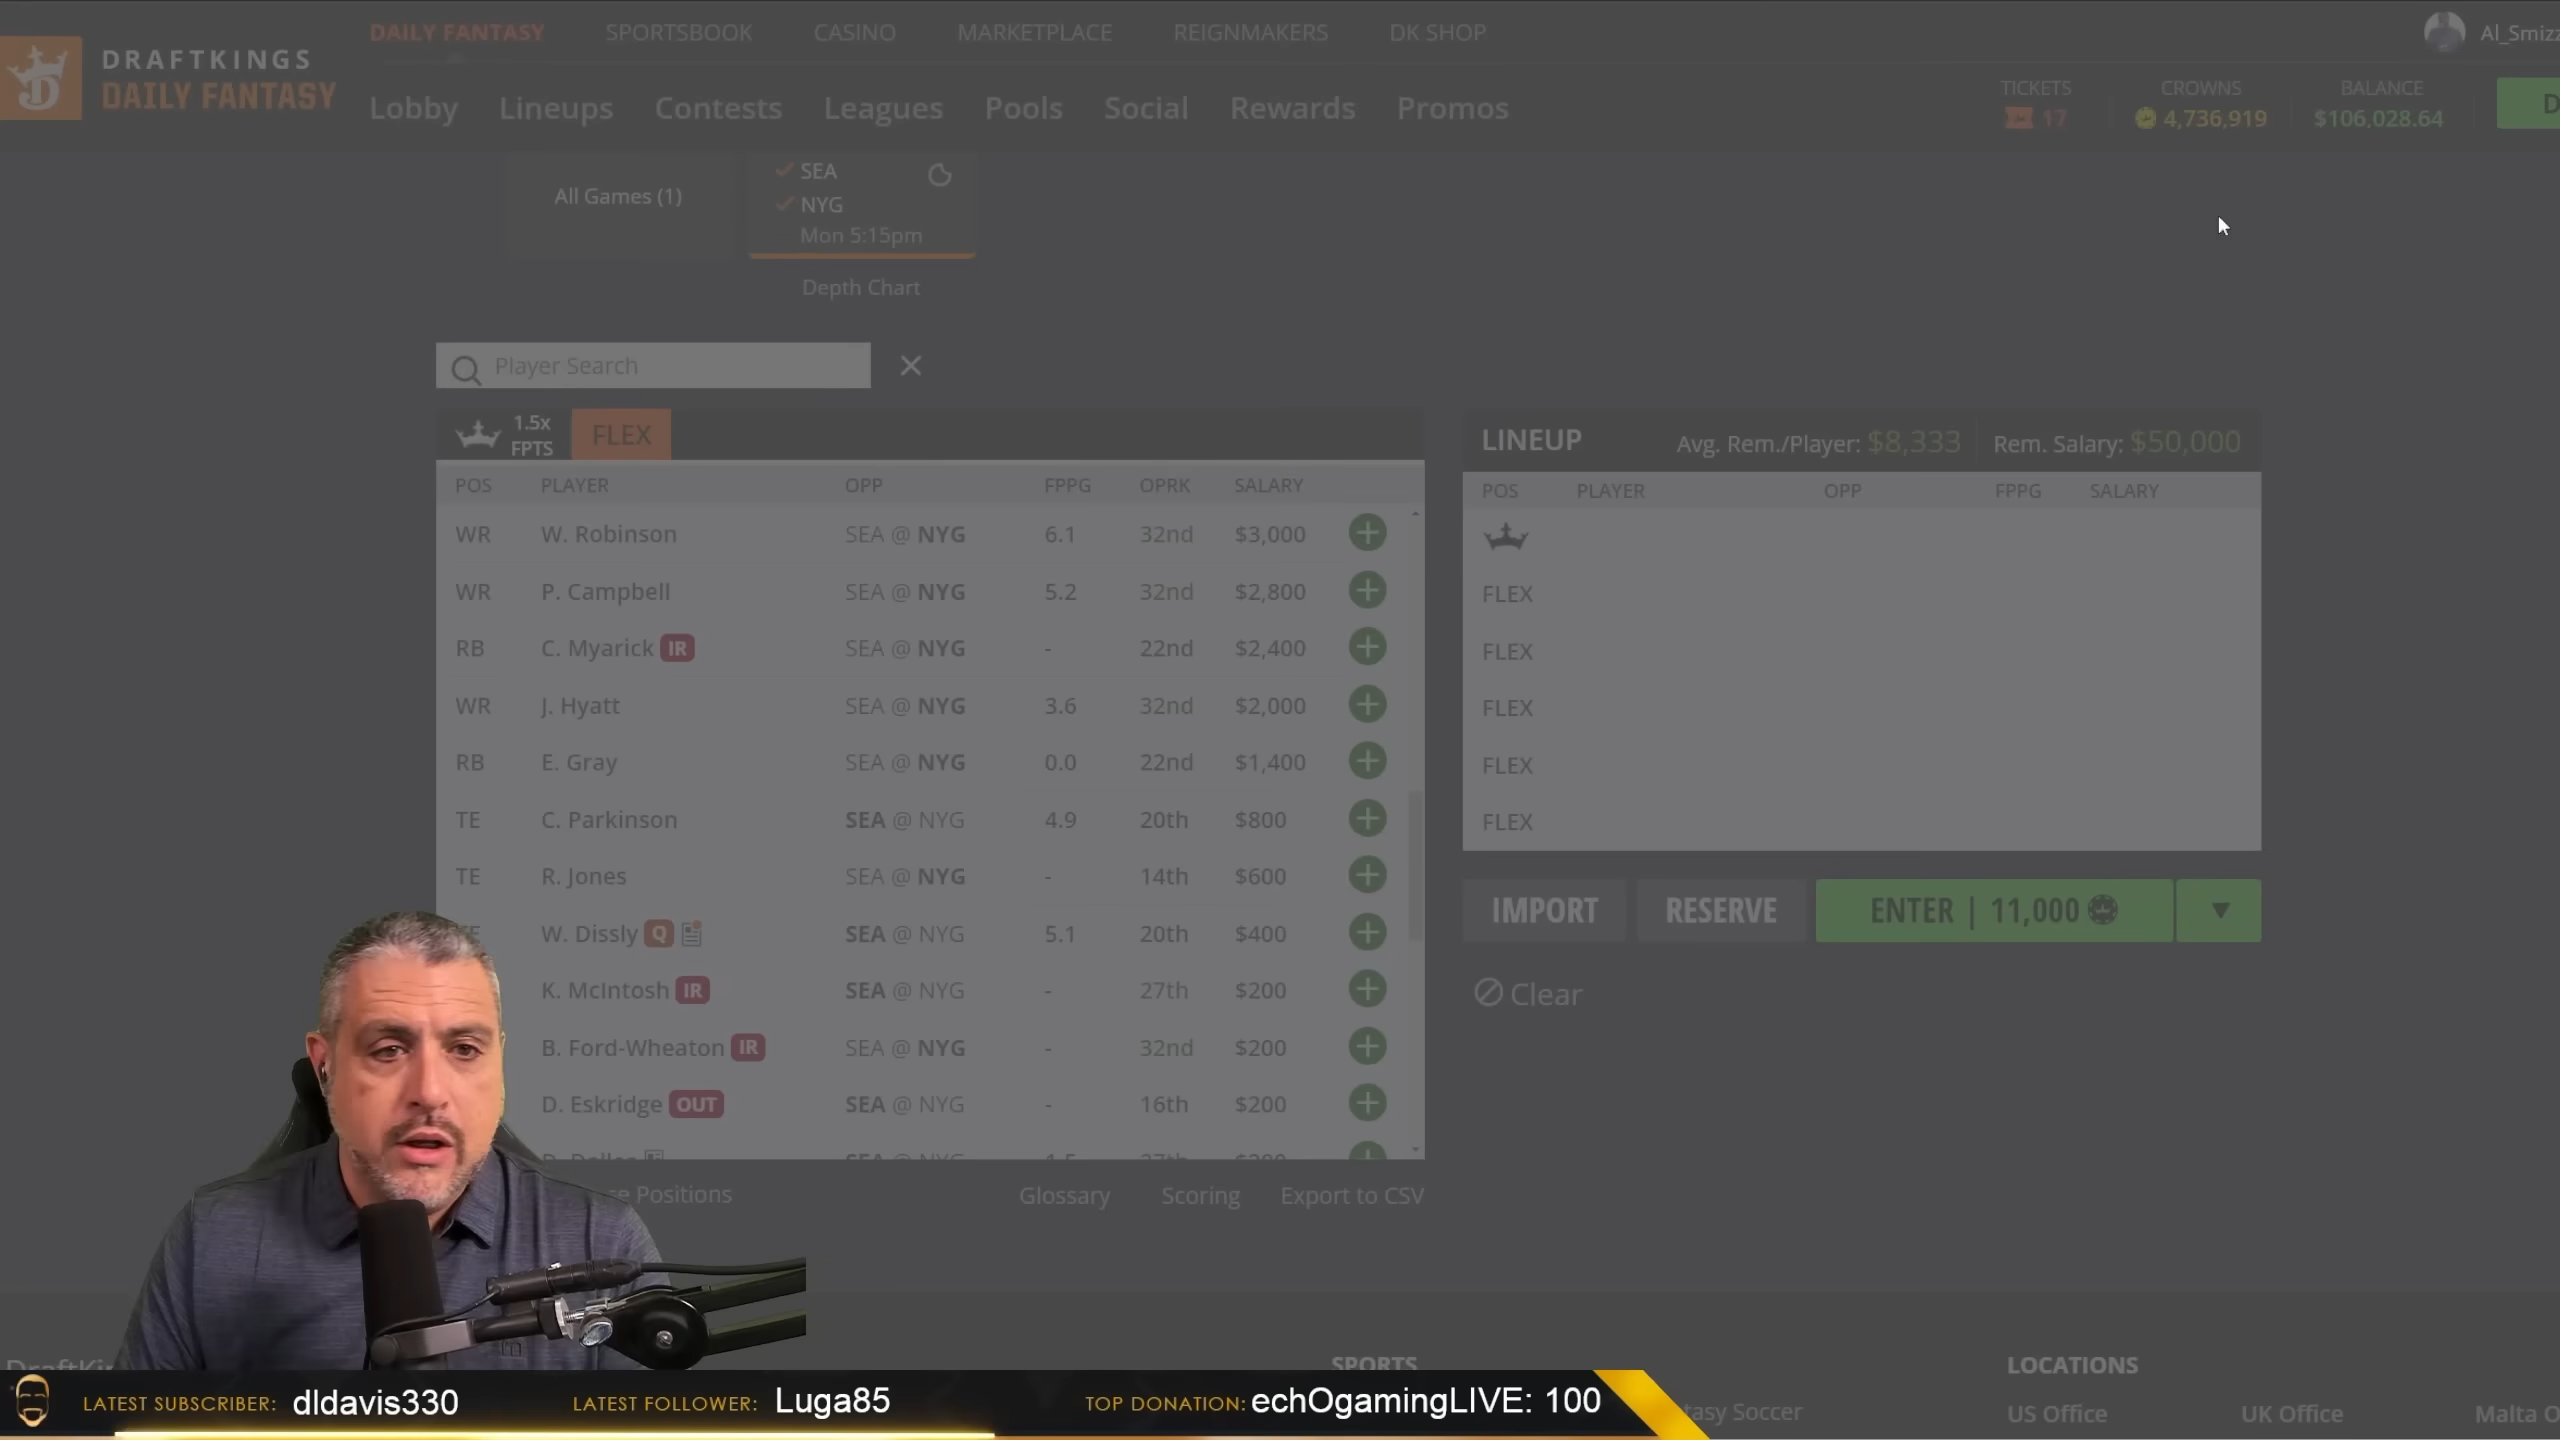 DAILY FANTASY SPORTSBOOK CASINO MARKETPLACE REIGNMAKERS DK SHOP
DRAFTKINGS
DAILY FANTASY
Lobby Lineups Contests Leagues Pools Social Rewards Promos
TICKETS CROWNS BALANCE
17 4,736,919 $106,028.64
All Games (1)
SEA
NYG
Mon 5:15pm
Depth Chart
Player Search
1.5x
FPTS
FLEX
POS PLAYER OPP FPPG OPRK SALARY
WR W. Robinson SEA @ NYG 6.1 32nd $3,000
WR P. Campbell SEA @ NYG 5.2 32nd $2,800
RB C. Myarick IR SEA @ NYG - 22nd $2,400
WR J. Hyatt SEA @ NYG 3.6 32nd $2,000
RB E. Gray SEA @ NYG 0.0 22nd $1,400
TE C. Parkinson SEA @ NYG 4.9 20th $800
TE R. Jones SEA @ NYG - 14th $600
W. Dissly Q SEA @ NYG 5.1 20th $400
K. McIntosh IR SEA @ NYG - 27th $200
B. Ford-Wheaton IR SEA @ NYG - 32nd $200
D. Eskridge OUT SEA @ NYG - 16th $200
Positions Glossary Scoring Export to CSV
LINEUP Avg. Rem./Player: $8,333 Rem. Salary: $50,000
POS PLAYER OPP FPPG SALARY
FLEX
FLEX
FLEX
FLEX
FLEX
IMPORT RESERVE ENTER | 11,000
Clear
SPORTS
LOCATIONS
US Office UK Office
LATEST SUBSCRIBER: dldavis330 LATEST FOLLOWER: Luga85 TOP DONATION: echOgamingLIVE: 100